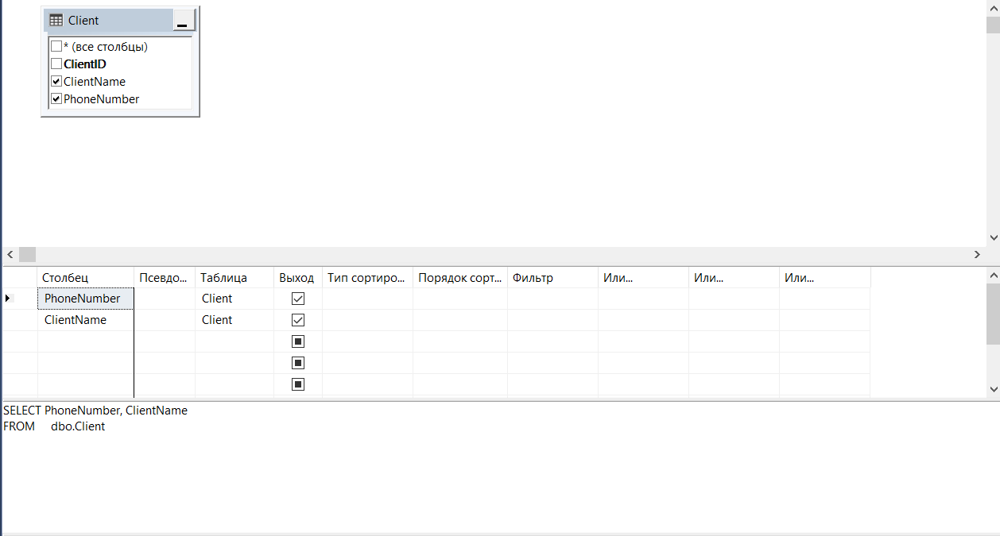 Client
* (все столбцы)
ClientID
ClientName
PhoneNumber
Столбец Псевдо... Таблица Выход Тип сортиро... Порядок сорт... Фильтр Или... Или... Или...
PhoneNumber Client
ClientName Client
SELECT PhoneNumber, ClientName
FROM dbo.Client